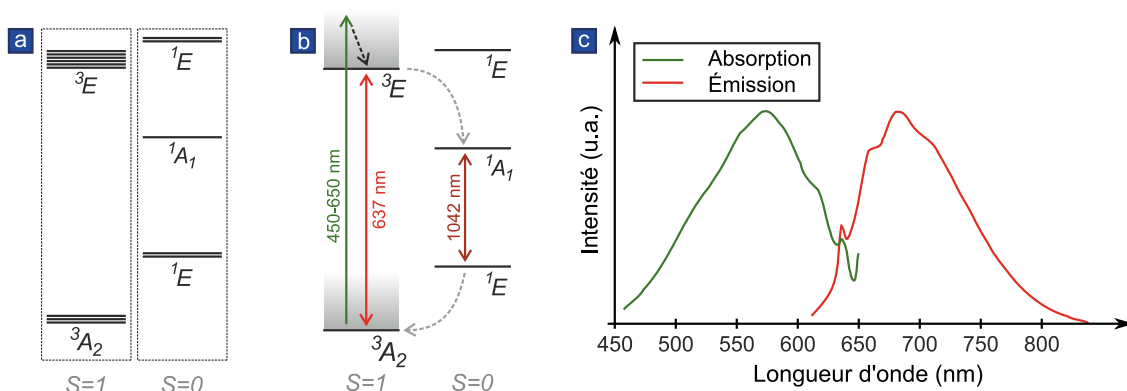 a
³E
³A₂
S=1
¹E
¹A₁
¹E
S=0
b
450-650 nm
637 nm
³E
³A₂
S=1
¹E
¹A₁
1042 nm
¹E
S=0
c
Absorption
Émission
Intensité (u.a.)
450 500 550 600 650 700 750 800
Longueur d'onde (nm)